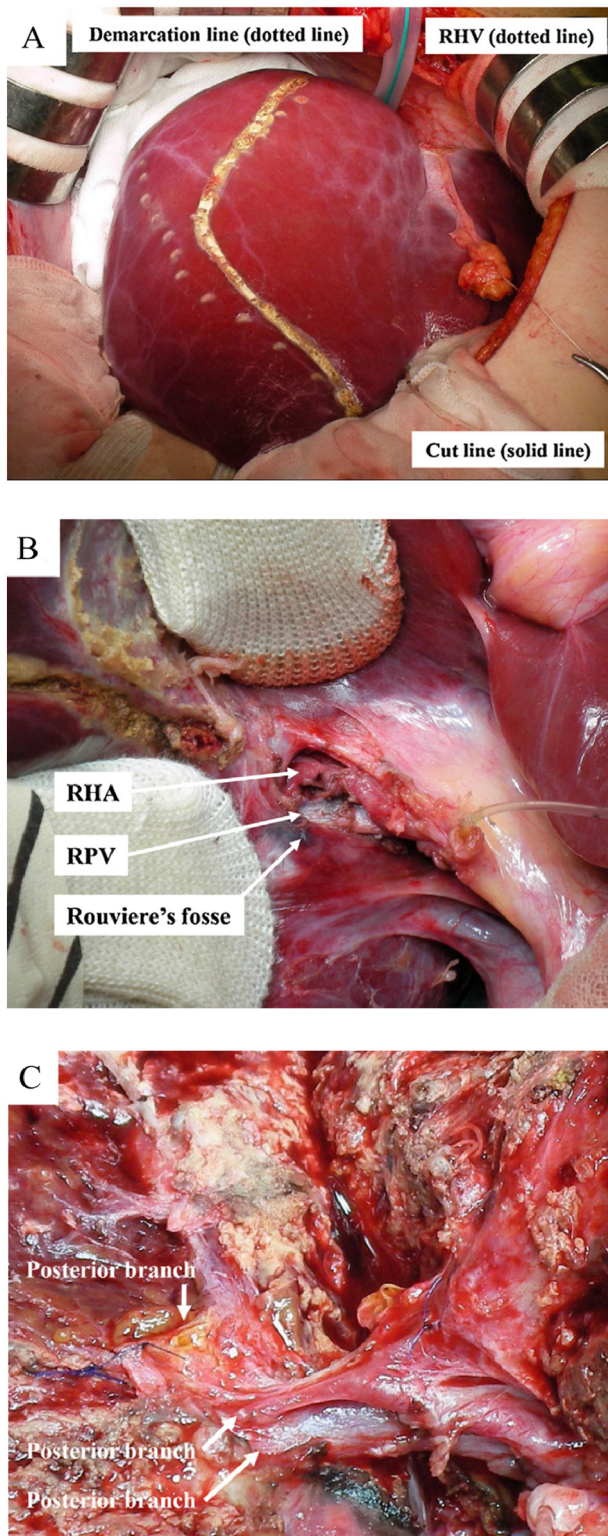 A
Demarcation line (dotted line)
RHV (dotted line)
Cut line (solid line)
B
RHA
RPV
Rouviere's fosse
C
Posterior branch
Posterior branch
Posterior branch